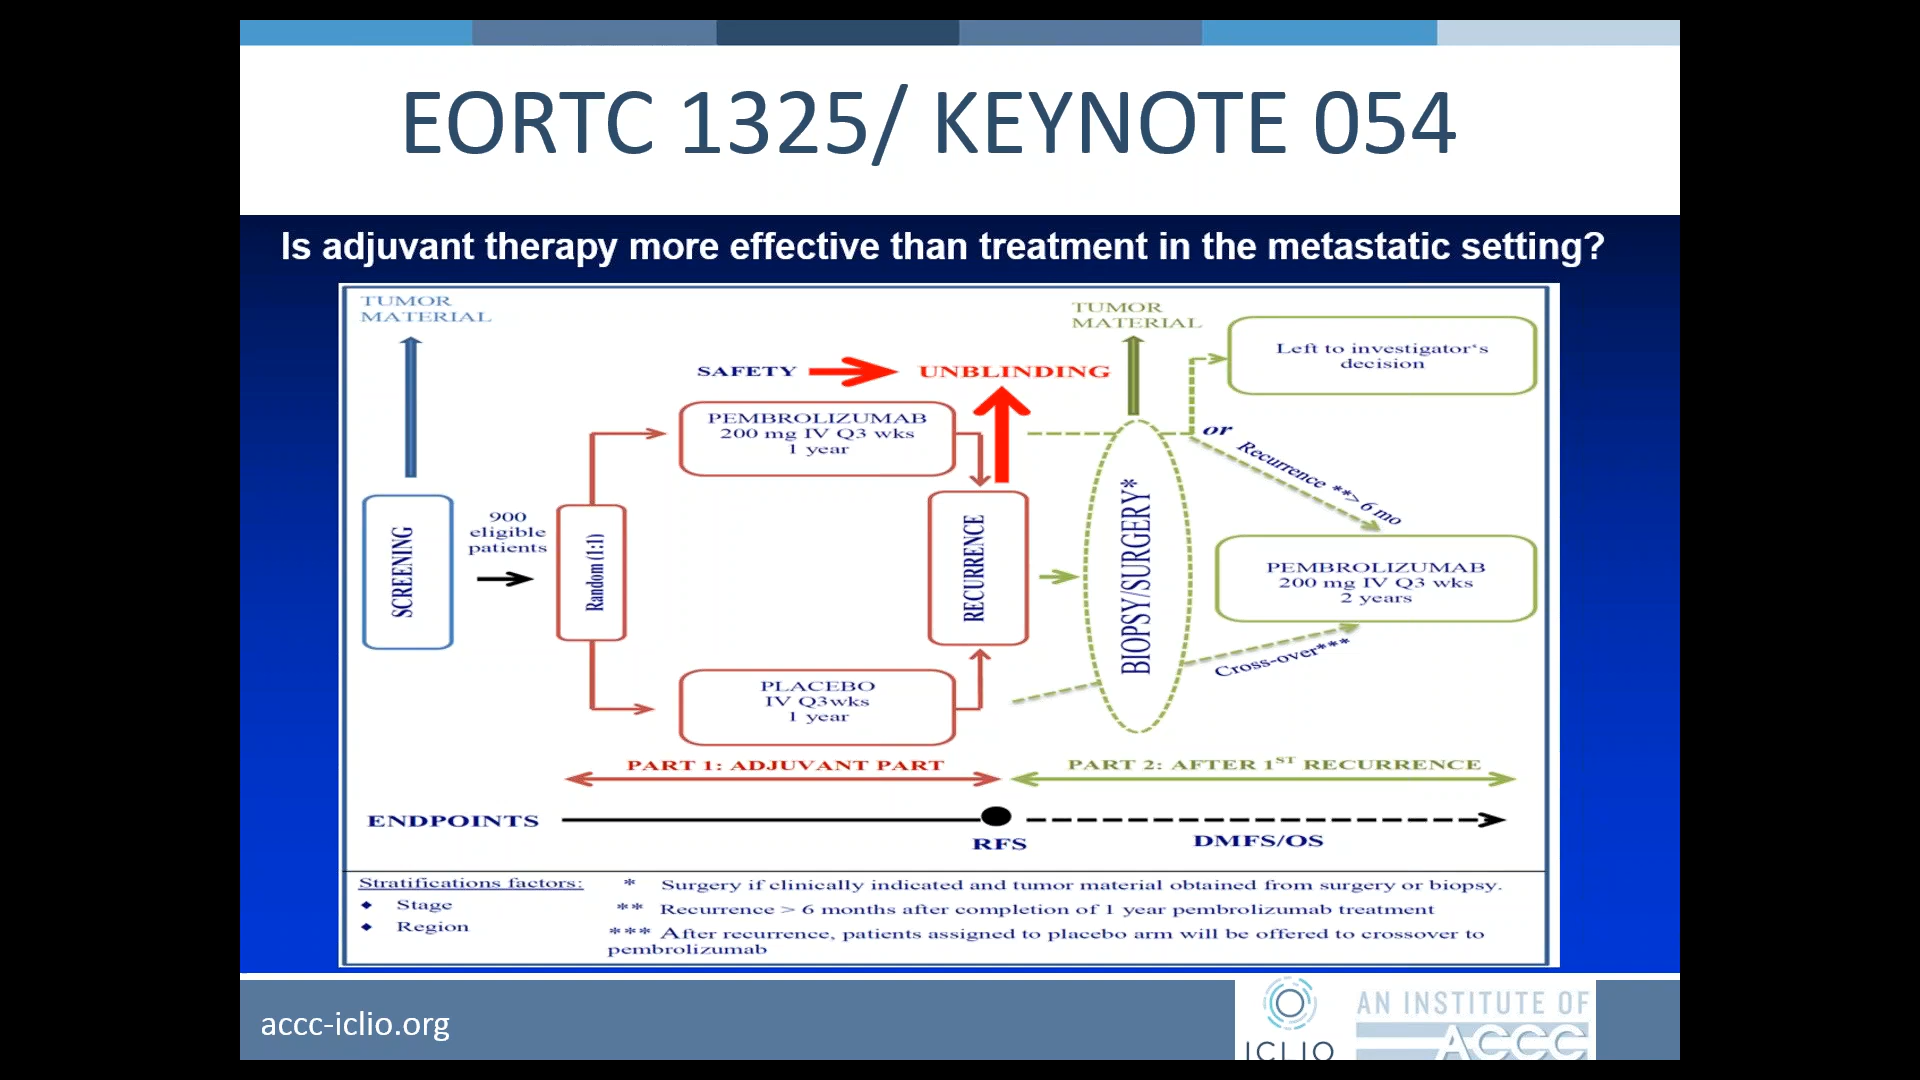 EORTC 1325/ KEYNOTE 054
Is adjuvant therapy more effective than treatment in the metastatic setting?
TUMOR
MATERIAL
TUMOR
MATERIAL
Left to investigator's
decision
SAFETY
UNBLINDING
PEMBROLIZUMAB
200 mg IV Q3 wks
1 year
or
Recurrence **> 6 mo
SCREENING
900
eligible
patients
Random (1:1)
RECURRENCE
BIOPSY/SURGERY*
PEMBROLIZUMAB
200 mg IV Q3 wks
2 years
Cross-over***
PLACEBO
IV Q3wks
1 year
PART 1: ADJUVANT PART
PART 2: AFTER 1ST RECURRENCE
ENDPOINTS
RFS
DMFS/OS
Stratifications factors:
◆ Stage
◆ Region
* Surgery if clinically indicated and tumor material obtained from surgery or biopsy.
** Recurrence > 6 months after completion of 1 year pembrolizumab treatment
*** After recurrence, patients assigned to placebo arm will be offered to crossover to
pembrolizumab
accc-iclio.org
ICLIO
AN INSTITUTE OF
ACCC